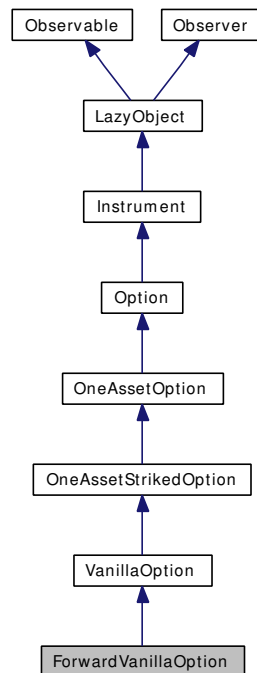 Observable
Observer
LazyObject
Instrument
Option
OneAssetOption
OneAssetStrikedOption
VanillaOption
ForwardVanillaOption